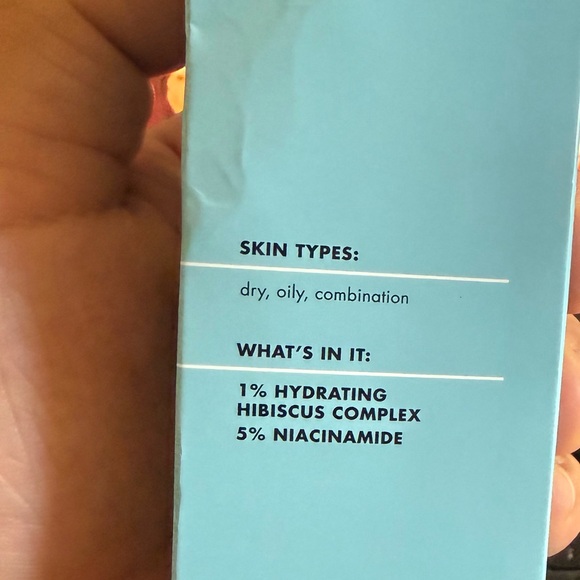 SKIN TYPES:
dry, oily, combination
WHAT'S IN IT:
1% HYDRATING
HIBISCUS COMPLEX
5% NIACINAMIDE